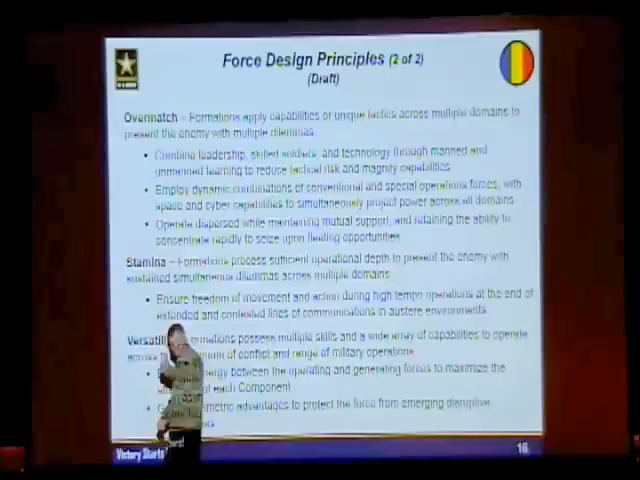 Force Design Principles (2 of 2)
(Draft)
Overmatch – Formations apply capabilities or unique tactics across multiple domains to
present the enemy with multiple dilemmas.
• Combine leadership, skilled soldiers, and technology through manned and
unmanned teaming to reduce tactical risk and magnify capabilities
• Employ dynamic combinations of conventional and special operations forces, with
space and cyber capabilities to simultaneously project power across all domains
• Operate dispersed while maintaining mutual support, and retaining the ability to
concentrate rapidly to seize upon fleeting opportunities
Stamina – Formations process sufficient operational depth to present the enemy with
sustained simultaneous dilemmas across multiple domains
• Ensure freedom of movement and action during high tempo operations at the end of
extended and contested lines of communications in austere environments
ormations possess multiple skills and a wide array of capabilities to operate
across um of conflict and range of military operations
ergy between the operating and generating forces to maximize the
each Component
metric advantages to protect the force from emerging disruptive
Victory Starts
16